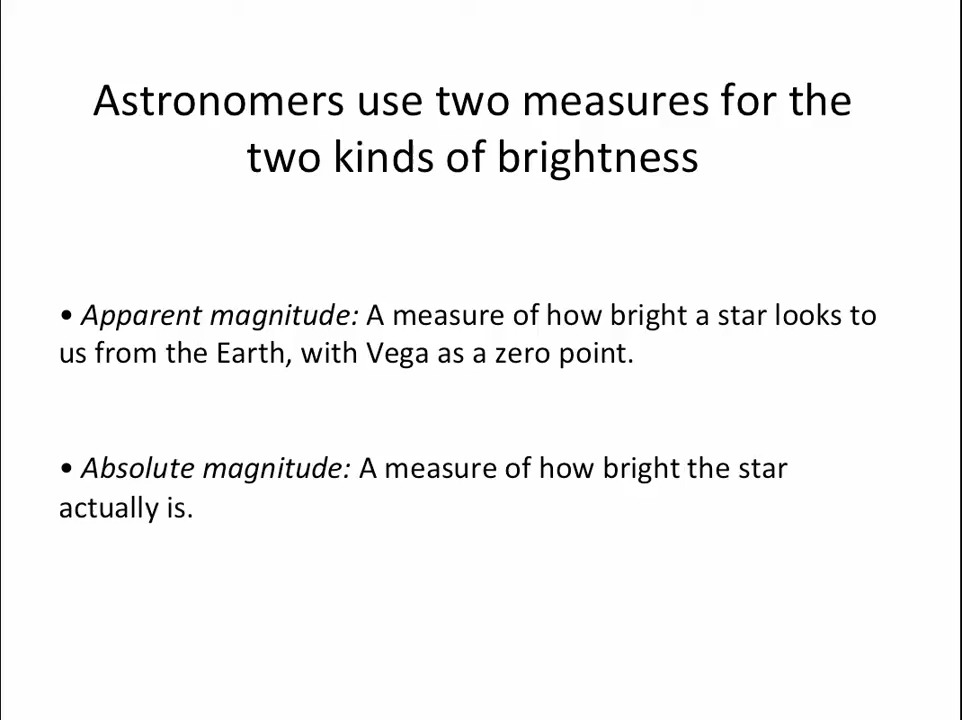 Astronomers use two measures for the
two kinds of brightness
• Apparent magnitude: A measure of how bright a star looks to
us from the Earth, with Vega as a zero point.
• Absolute magnitude: A measure of how bright the star
actually is.